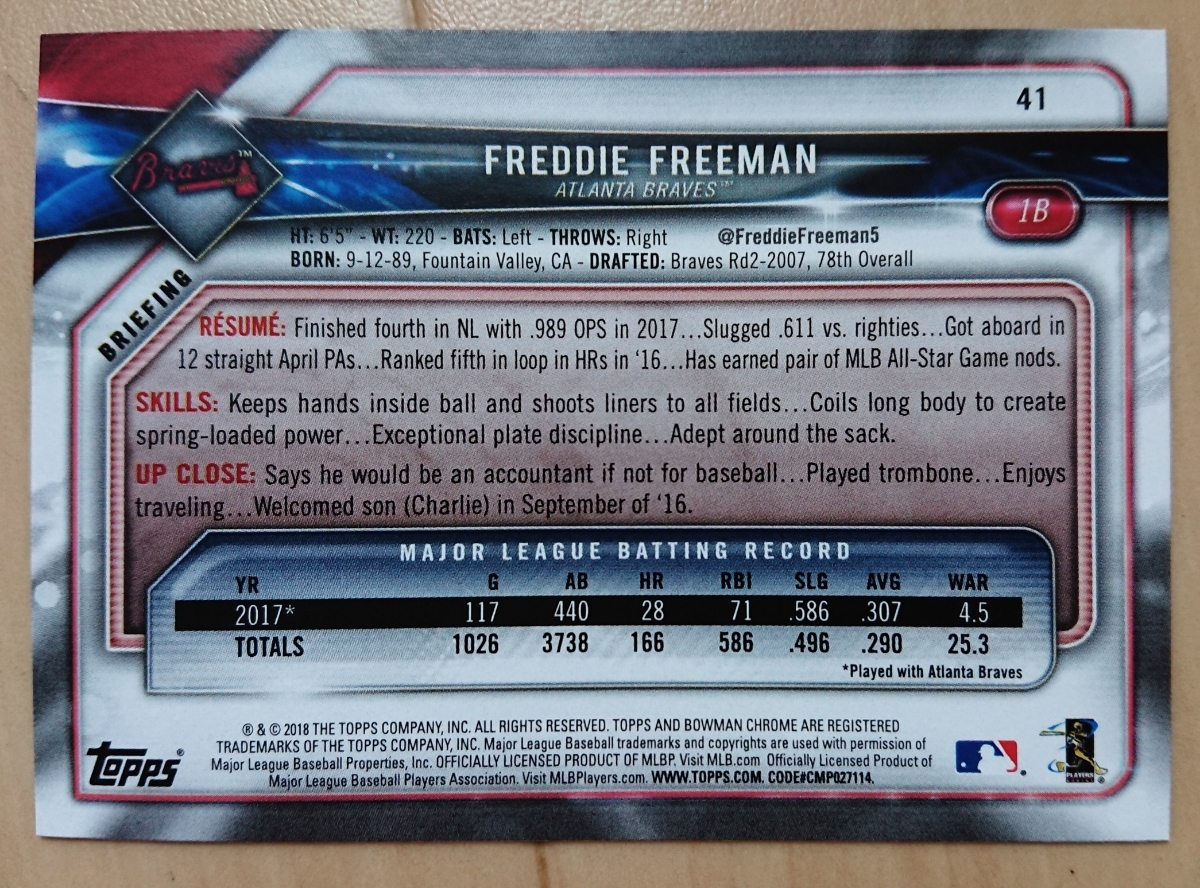 41
Braves™
FREDDIE FREEMAN
ATLANTA BRAVES™
1B
HT: 6'5" - WT: 220 - BATS: Left - THROWS: Right @FreddieFreeman5
BORN: 9-12-89, Fountain Valley, CA - DRAFTED: Braves Rd2-2007, 78th Overall
BRIEFING
RÉSUMÉ: Finished fourth in NL with .989 OPS in 2017...Slugged .611 vs. righties...Got aboard in
12 straight April PAs...Ranked fifth in loop in HRs in '16...Has earned pair of MLB All-Star Game nods.
SKILLS: Keeps hands inside ball and shoots liners to all fields...Coils long body to create
spring-loaded power...Exceptional plate discipline...Adept around the sack.
UP CLOSE: Says he would be an accountant if not for baseball...Played trombone...Enjoys
traveling...Welcomed son (Charlie) in September of '16.
MAJOR LEAGUE BATTING RECORD
YR G AB HR RBI SLG AVG WAR
2017* 117 440 28 71 .586 .307 4.5
TOTALS 1026 3738 166 586 .496 .290 25.3
*Played with Atlanta Braves
® & © 2018 THE TOPPS COMPANY, INC. ALL RIGHTS RESERVED. TOPPS AND BOWMAN CHROME ARE REGISTERED
TRADEMARKS OF THE TOPPS COMPANY, INC. Major League Baseball trademarks and copyrights are used with permission of
Major League Baseball Properties, Inc. OFFICIALLY LICENSED PRODUCT OF MLBP. Visit MLB.com Officially Licensed Product of
Major League Baseball Players Association. Visit MLBPlayers.com. WWW.TOPPS.COM. CODE#CMP027114.
Topps®
PLAYERS